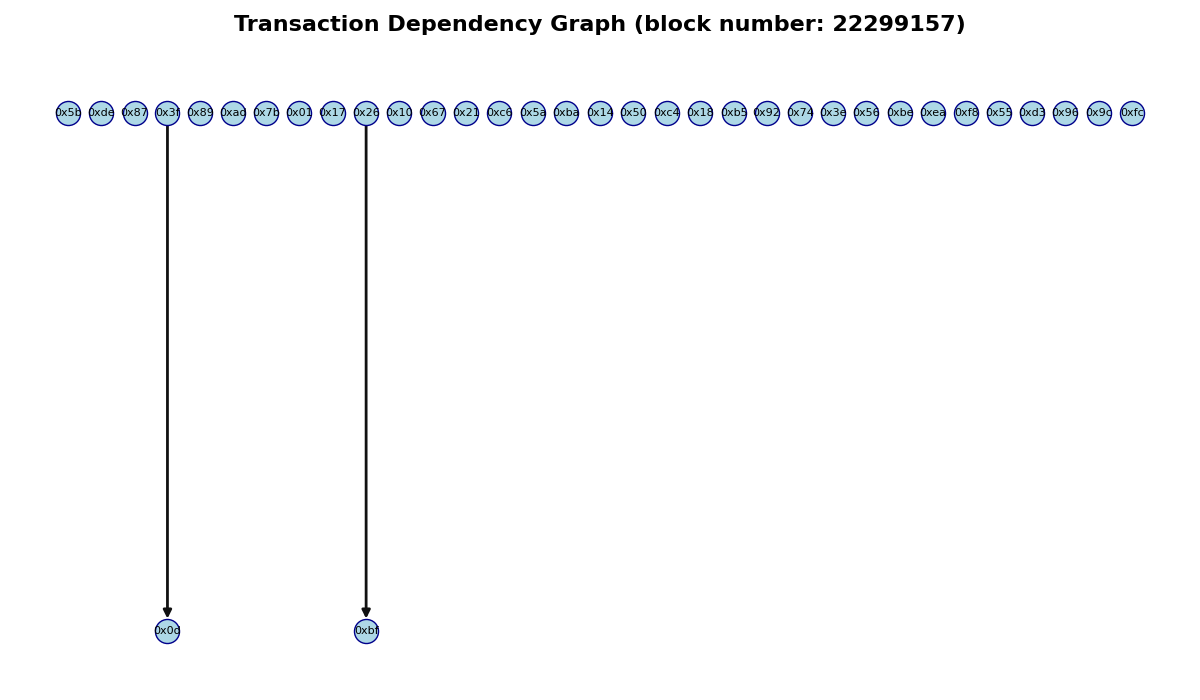 Transaction Dependency Graph (block number: 22299157)
0x5b 0xde 0x87 0x3f 0x89 0xad 0x7b 0x01 0x17 0x26 0x10 0x67 0x21 0xc6 0x5a 0xba 0x14 0x50 0xc4 0x18 0xb5 0x92 0x74 0x3e 0x56 0xbe 0xea 0xf8 0x55 0xd3 0x96 0x9c 0xfc
0x0d 0xbf